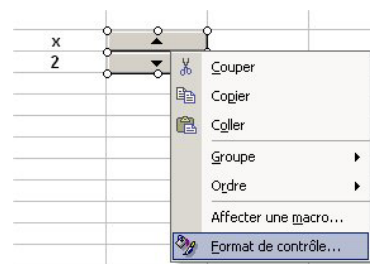 x
2
Couper
Copier
Coller
Groupe
Ordre
Affecter une macro...
Format de contrôle...